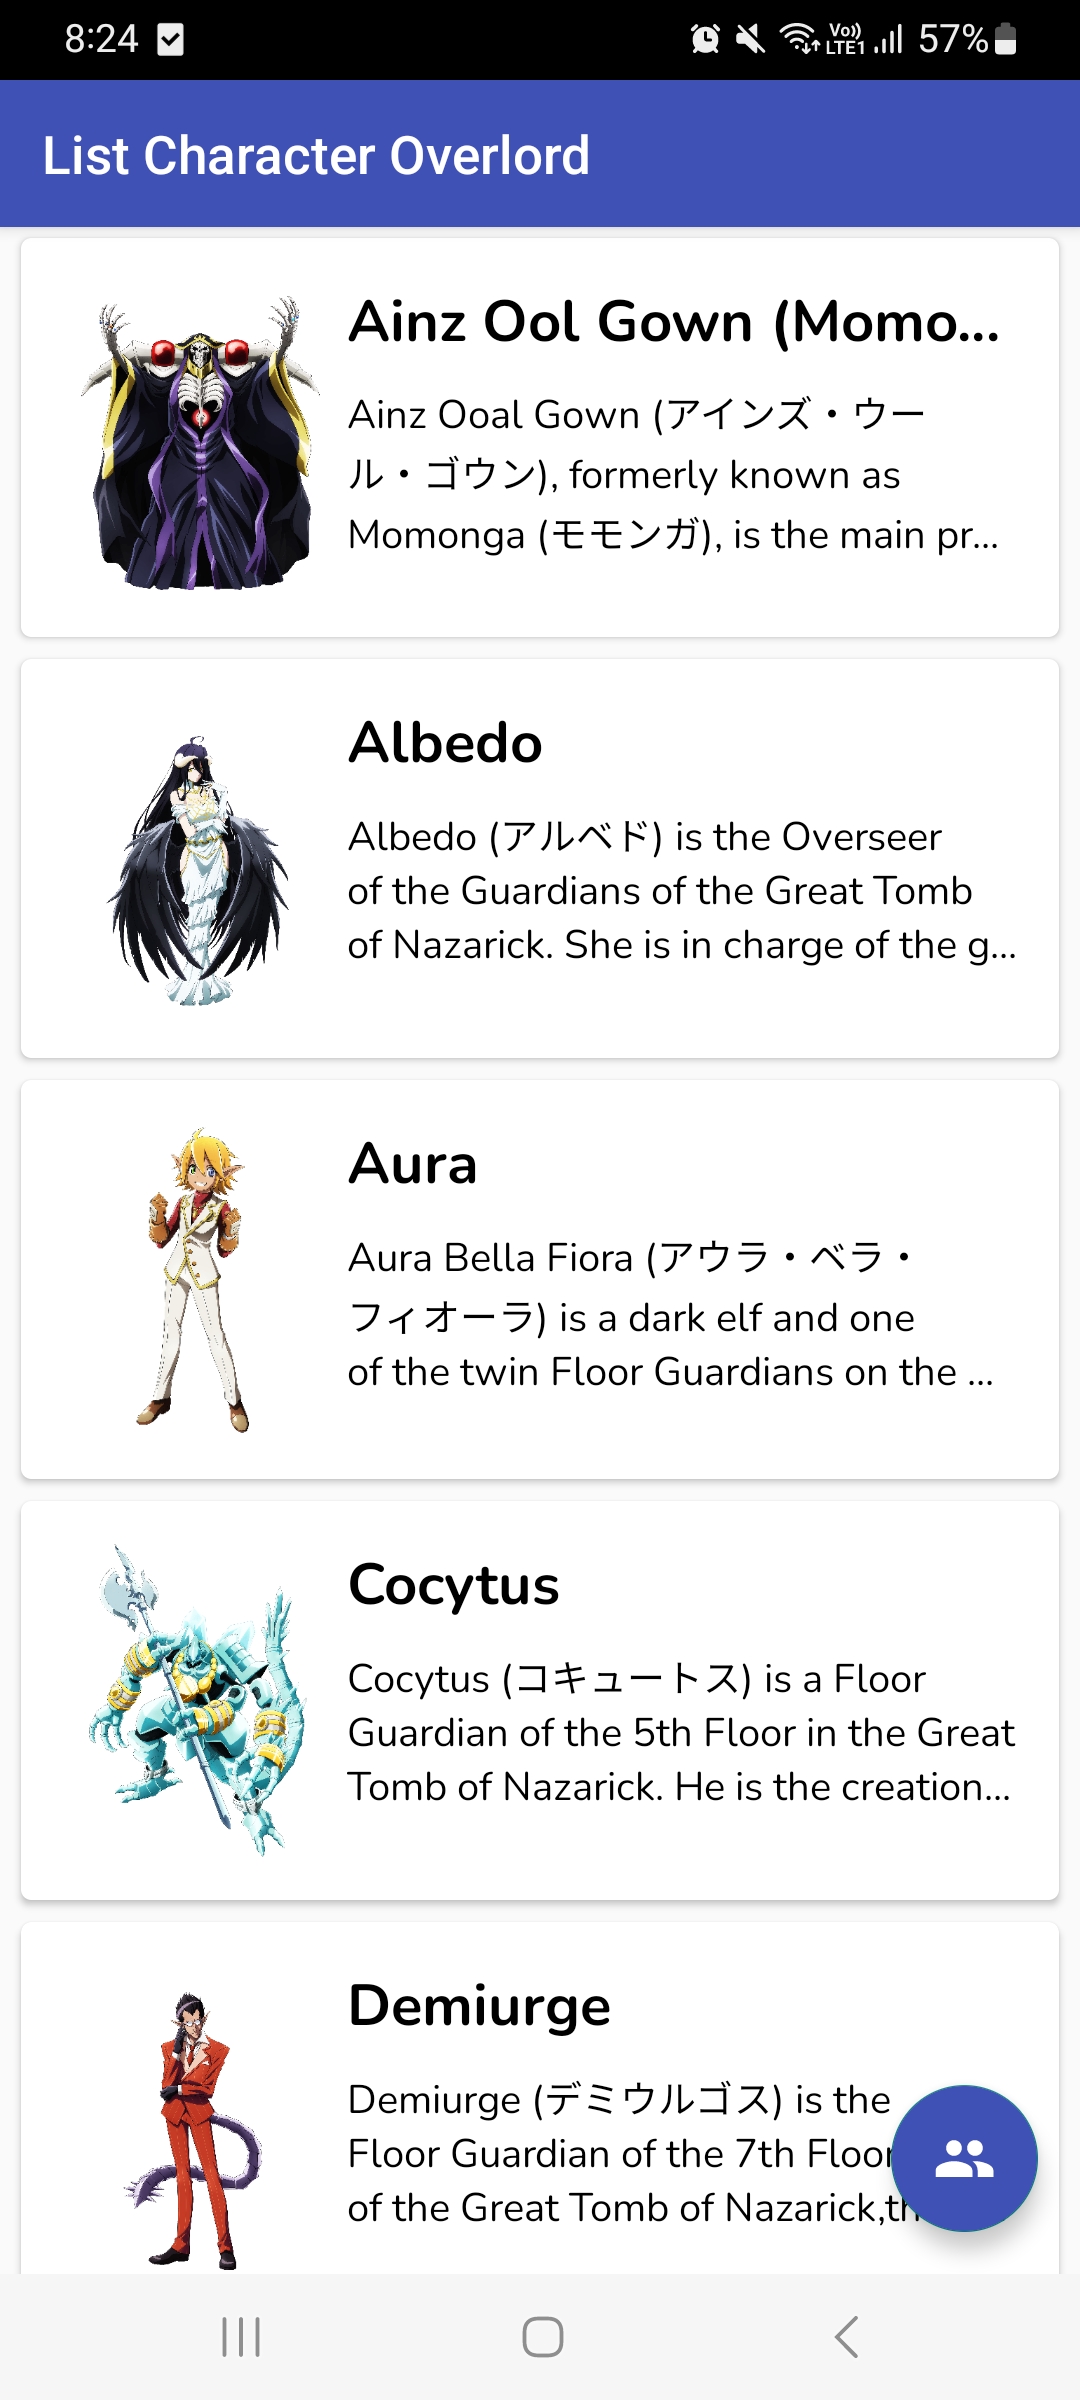 8:24 Vo)) LTE1 57%
List Character Overlord
Ainz Ool Gown (Momo...
Ainz Ooal Gown (アインズ・ウー
ル・ゴウン), formerly known as
Momonga (モモンガ), is the main pr...
Albedo
Albedo (アルベド) is the Overseer
of the Guardians of the Great Tomb
of Nazarick. She is in charge of the g...
Aura
Aura Bella Fiora (アウラ・ベラ・
フィオーラ) is a dark elf and one
of the twin Floor Guardians on the ...
Cocytus
Cocytus (コキュートス) is a Floor
Guardian of the 5th Floor in the Great
Tomb of Nazarick. He is the creation...
Demiurge
Demiurge (デミウルゴス) is the
Floor Guardian of the 7th Floor
of the Great Tomb of Nazarick,th